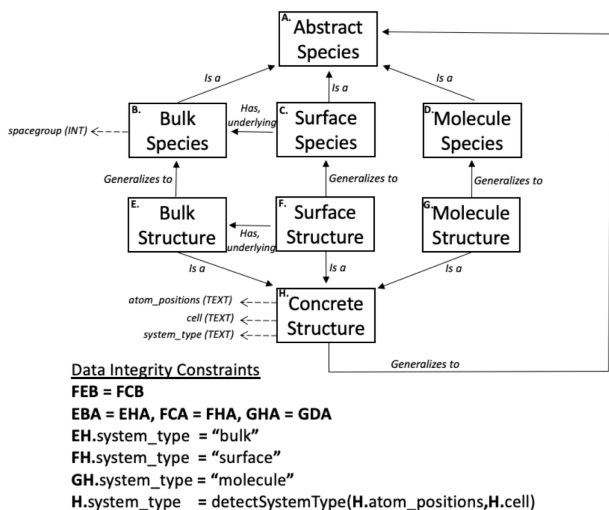 A.
Abstract
Species
Is a
Is a
Is a
B.
Bulk
Species
Has,
underlying
C.
Surface
Species
D.
Molecule
Species
spacegroup (INT)
Generalizes to
Generalizes to
Generalizes to
E.
Bulk
Structure
Has,
underlying
F.
Surface
Structure
G.
Molecule
Structure
Is a
Is a
Is a
H.
Concrete
Structure
atom_positions (TEXT)
cell (TEXT)
system_type (TEXT)
Generalizes to
Data Integrity Constraints
FEB = FCB
EBA = EHA, FCA = FHA, GHA = GDA
EH.system_type = “bulk”
FH.system_type = “surface”
GH.system_type = “molecule”
H.system_type = detectSystemType(H.atom_positions,H.cell)